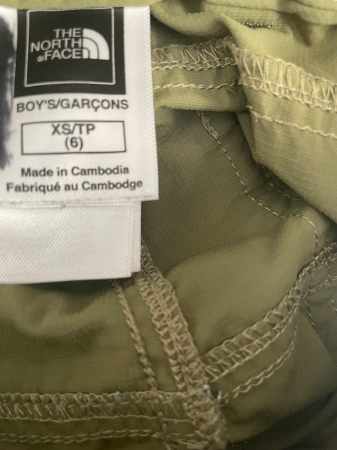 THE
NORTH
FACE
®
BOY'S/GARÇONS
XS/TP
(6)
Made in Cambodia
Fabriqué au Cambodge